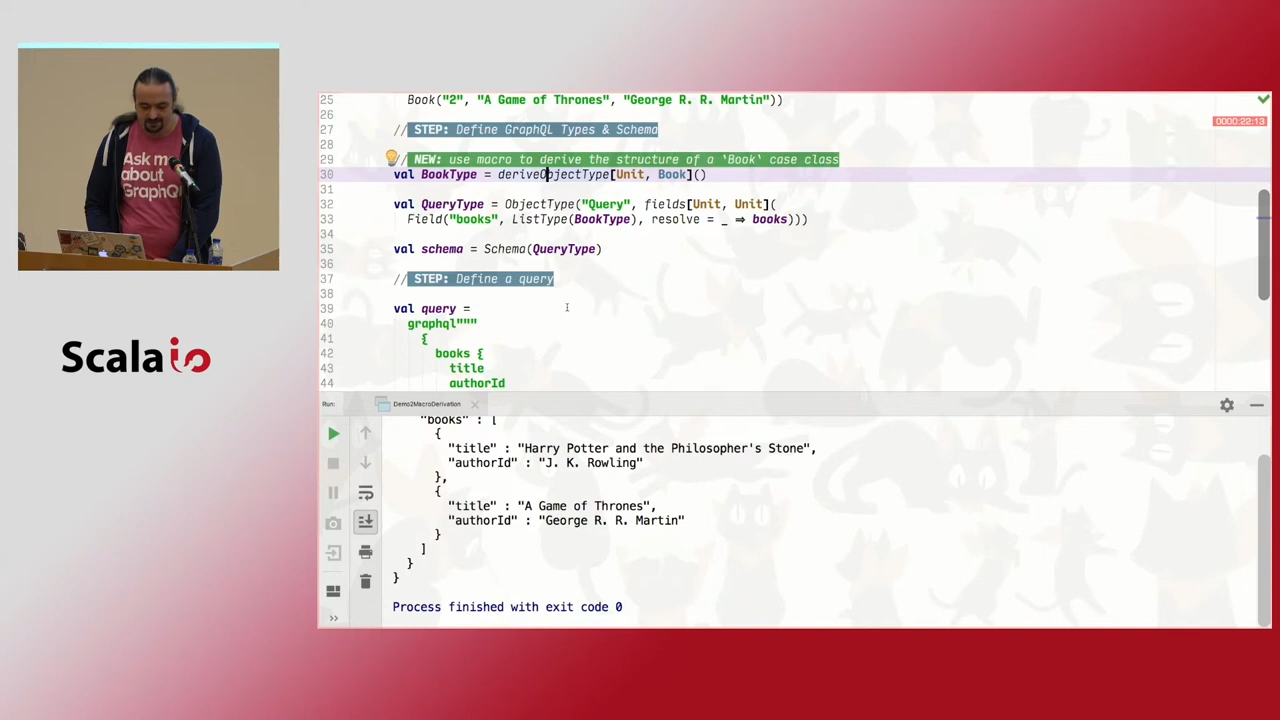 Ask me
about
GraphQL
Scala io
25 Book("2", "A Game of Thrones", "George R. R. Martin"))
26
27 // STEP: Define GraphQL Types & Schema
28
29 // NEW: use macro to derive the structure of a `Book` case class
30 val BookType = deriveObjectType[Unit, Book]()
31
32 val QueryType = ObjectType("Query", fields[Unit, Unit](
33 Field("books", ListType(BookType), resolve = _ ⇒ books)))
34
35 val schema = Schema(QueryType)
36
37 // STEP: Define a query
38
39 val query =
40 graphql"""
41 {
42 books {
43 title
44 authorId
0000:22:13
Run: Demo2MacroDerivation
"books" : [
{
"title" : "Harry Potter and the Philosopher's Stone",
"authorId" : "J. K. Rowling"
},
{
"title" : "A Game of Thrones",
"authorId" : "George R. R. Martin"
}
]
}
}
Process finished with exit code 0